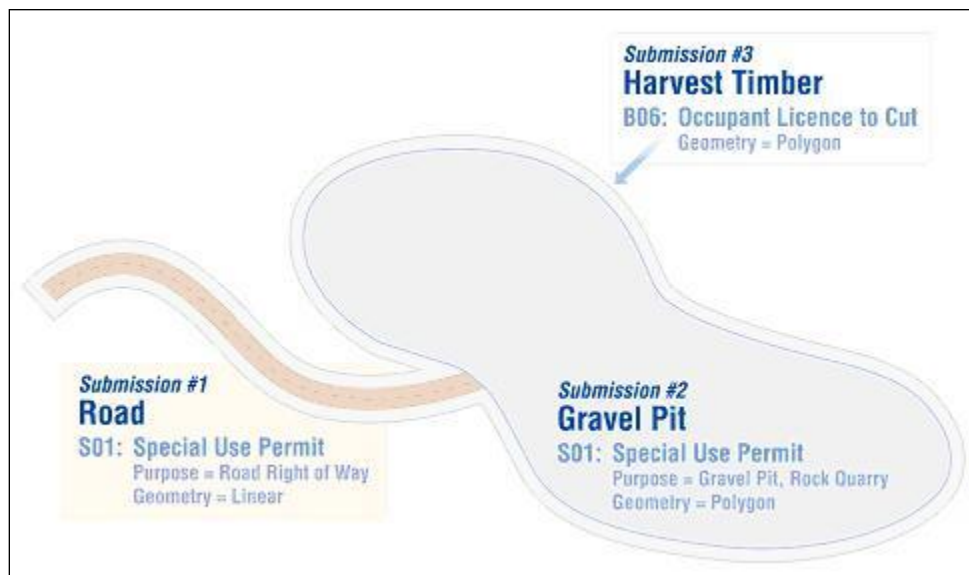 Submission #3
Harvest Timber
B06: Occupant Licence to Cut
Geometry = Polygon
Submission #1
Road
S01: Special Use Permit
Purpose = Road Right of Way
Geometry = Linear
Submission #2
Gravel Pit
S01: Special Use Permit
Purpose = Gravel Pit, Rock Quarry
Geometry = Polygon